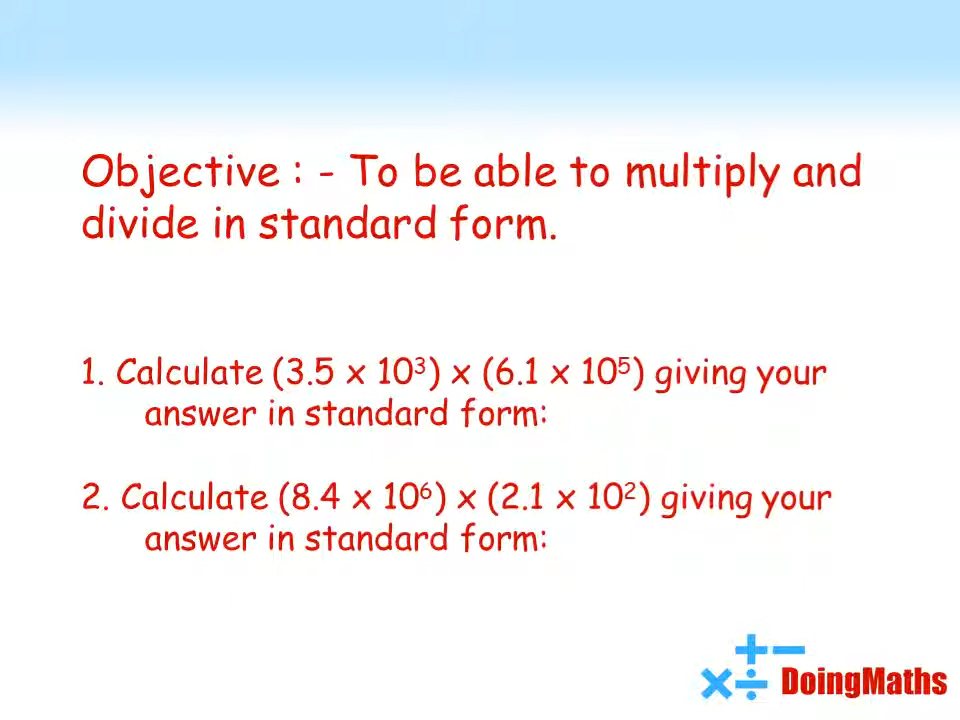 Objective : - To be able to multiply and
divide in standard form.
1. Calculate (3.5 x 10³) x (6.1 x 10⁵) giving your
answer in standard form:
2. Calculate (8.4 x 10⁶) x (2.1 x 10²) giving your
answer in standard form:
DoingMaths